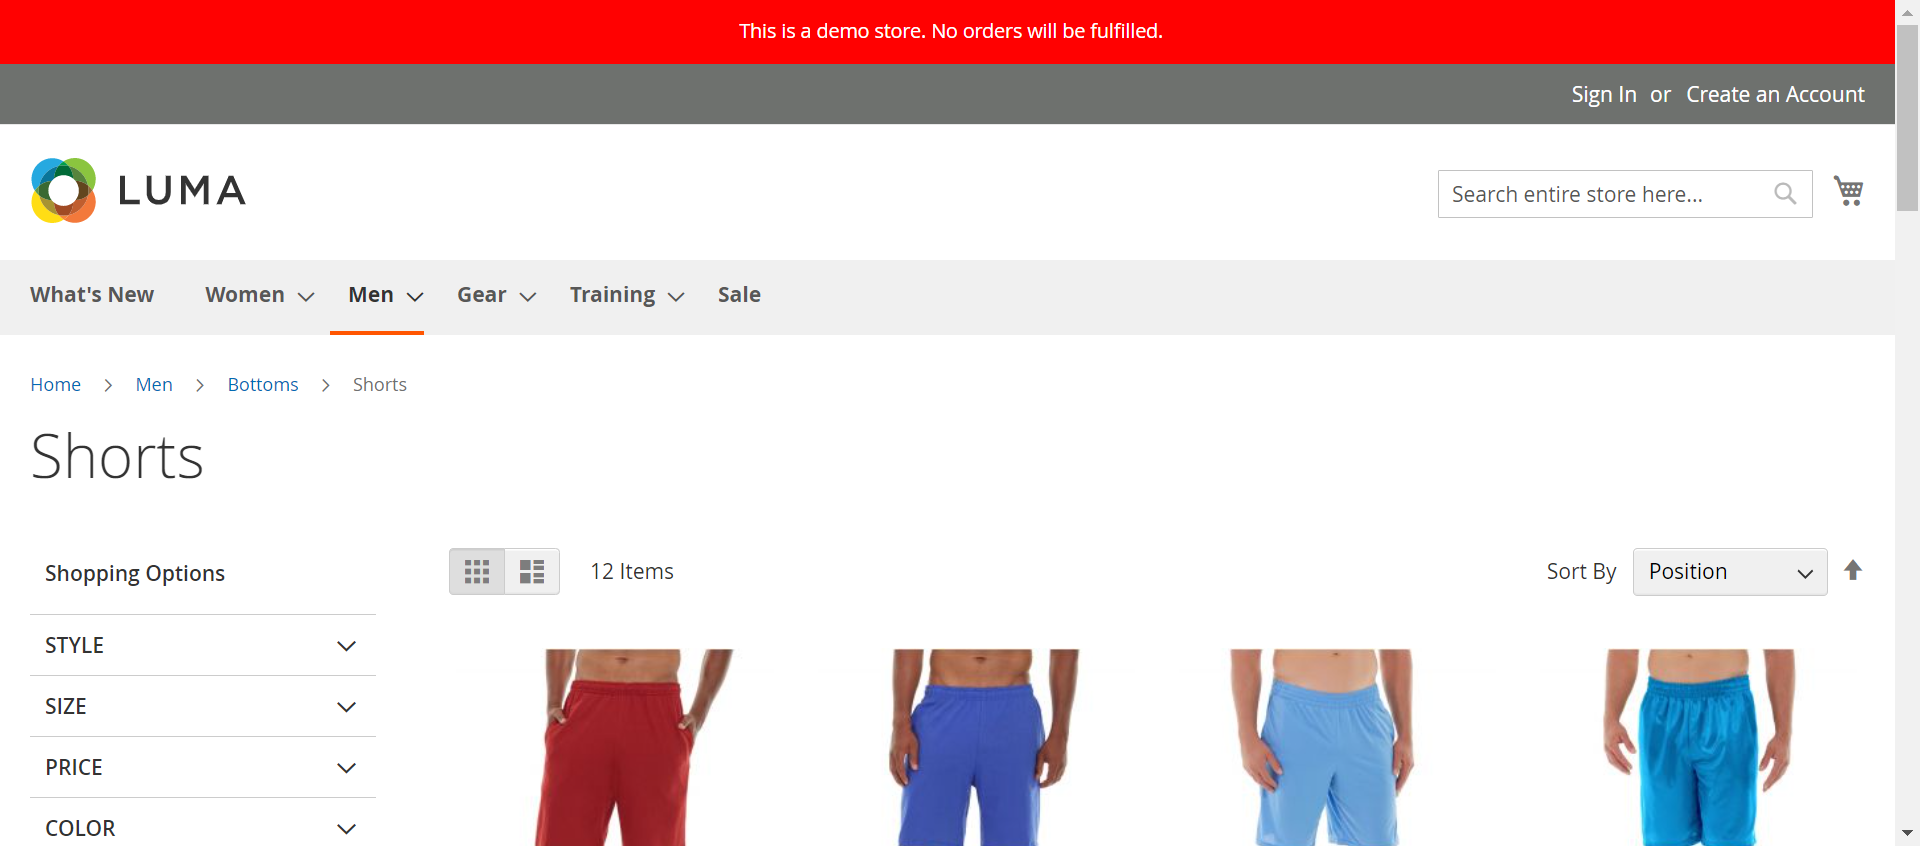 This is a demo store. No orders will be fulfilled.
Sign In or Create an Account
LUMA
Search entire store here...
What's New Women Men Gear Training Sale
Home Men Bottoms Shorts
Shorts
Shopping Options
12 Items
Sort By Position
STYLE
SIZE
PRICE
COLOR